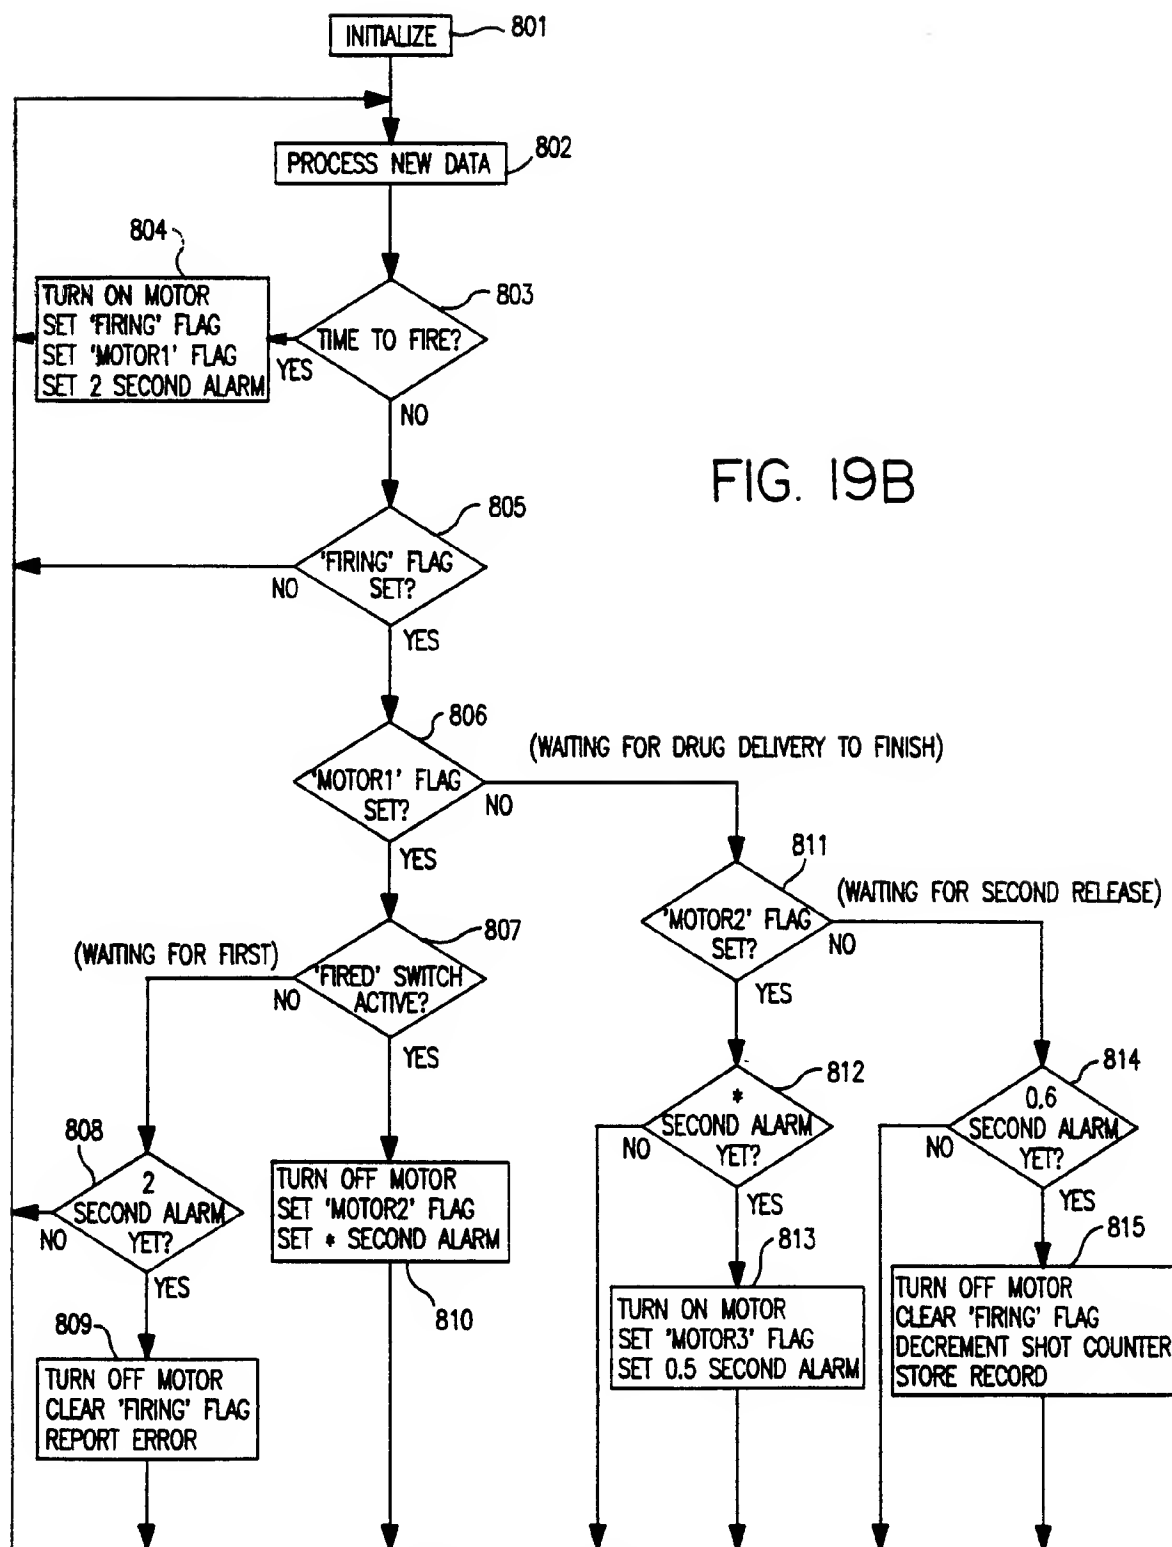 INITIALIZE
801
PROCESS NEW DATA
802
804
TURN ON MOTOR
SET 'FIRING' FLAG
SET 'MOTOR1' FLAG
SET 2 SECOND ALARM
803
TIME TO FIRE?
YES
NO
FIG. 19B
805
'FIRING' FLAG
SET?
NO
YES
806
'MOTOR1' FLAG
SET?
NO
YES
(WAITING FOR DRUG DELIVERY TO FINISH)
811
'MOTOR2' FLAG
SET?
NO
YES
(WAITING FOR SECOND RELEASE)
807
(WAITING FOR FIRST)
'FIRED' SWITCH
ACTIVE?
NO
YES
812
*
SECOND ALARM
YET?
NO
YES
814
0.6
SECOND ALARM
YET?
NO
YES
808
2
SECOND ALARM
YET?
NO
YES
TURN OFF MOTOR
SET 'MOTOR2' FLAG
SET * SECOND ALARM
810
813
TURN ON MOTOR
SET 'MOTOR3' FLAG
SET 0.5 SECOND ALARM
815
TURN OFF MOTOR
CLEAR 'FIRING' FLAG
DECREMENT SHOT COUNTER
STORE RECORD
809
TURN OFF MOTOR
CLEAR 'FIRING' FLAG
REPORT ERROR